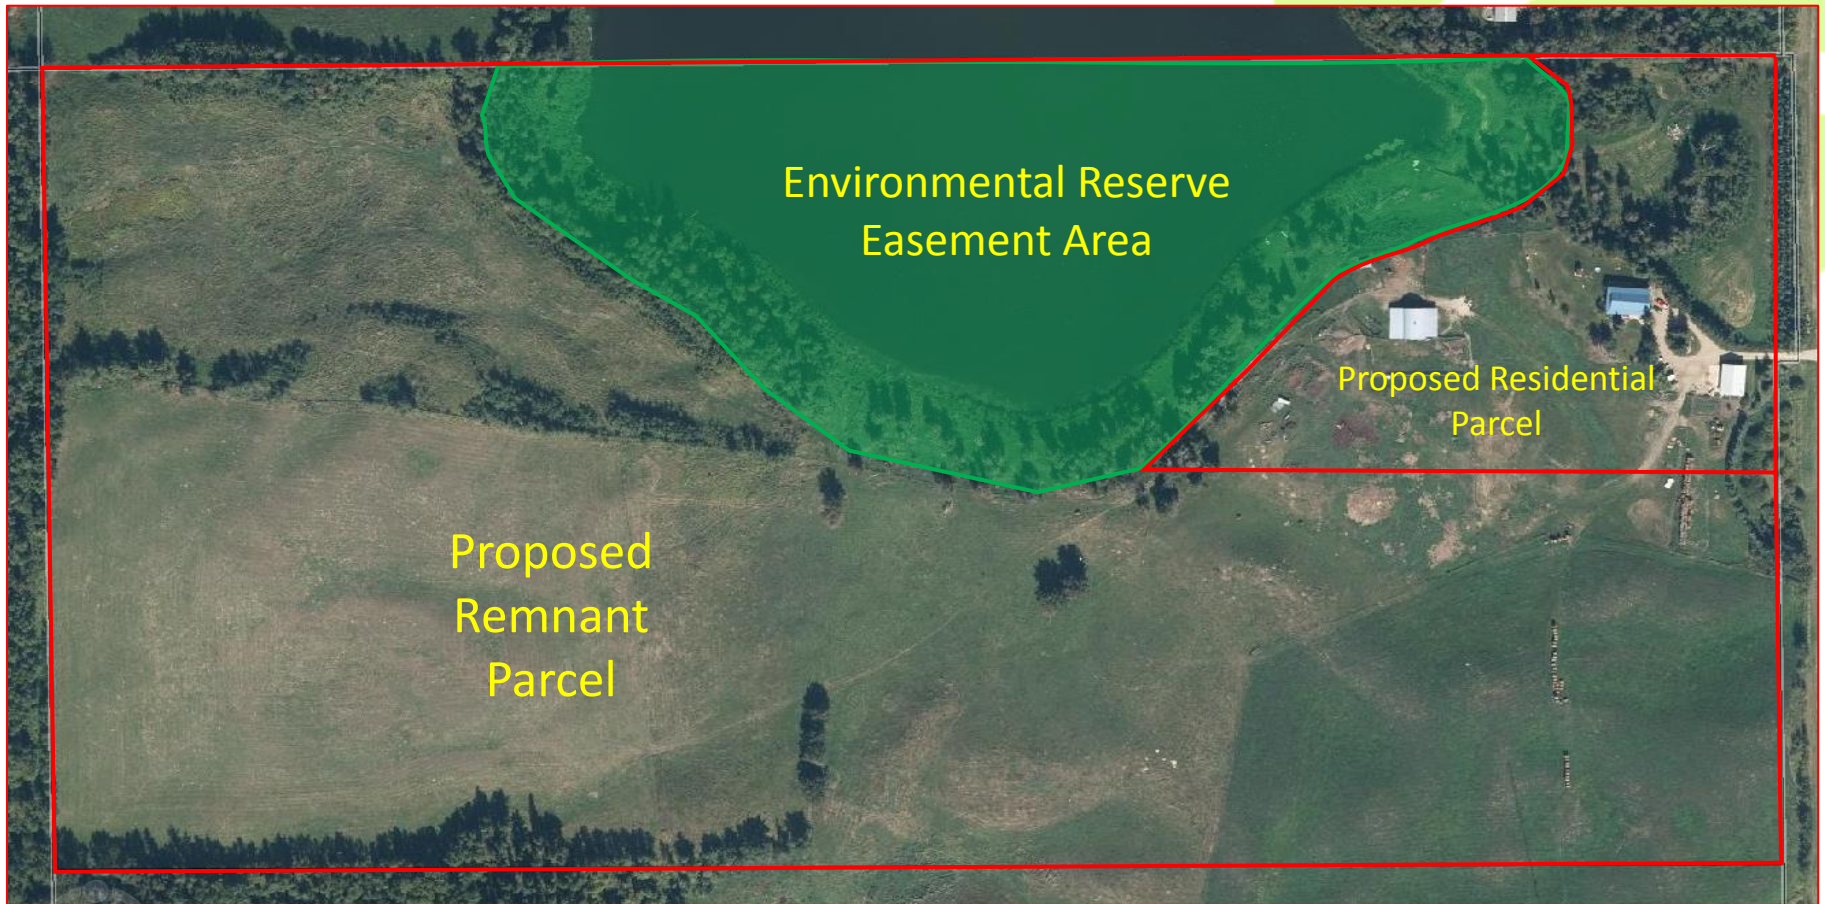 Environmental Reserve
Easement Area
Proposed Residential
Parcel
Proposed
Remnant
Parcel